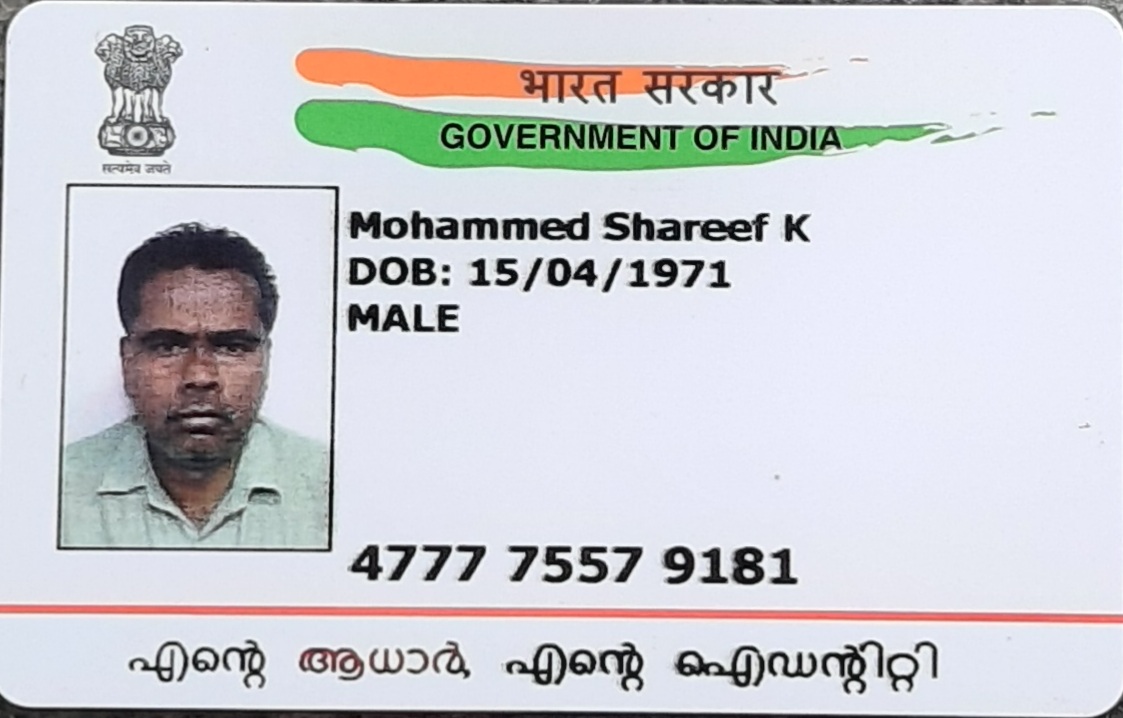 भारत सरकार
GOVERNMENT OF INDIA
सत्यमेव जयते
Mohammed Shareef K
DOB: 15/04/1971
MALE
4777 7557 9181
എന്റെ ആധാർ, എന്റെ ഐഡന്റിറ്റി